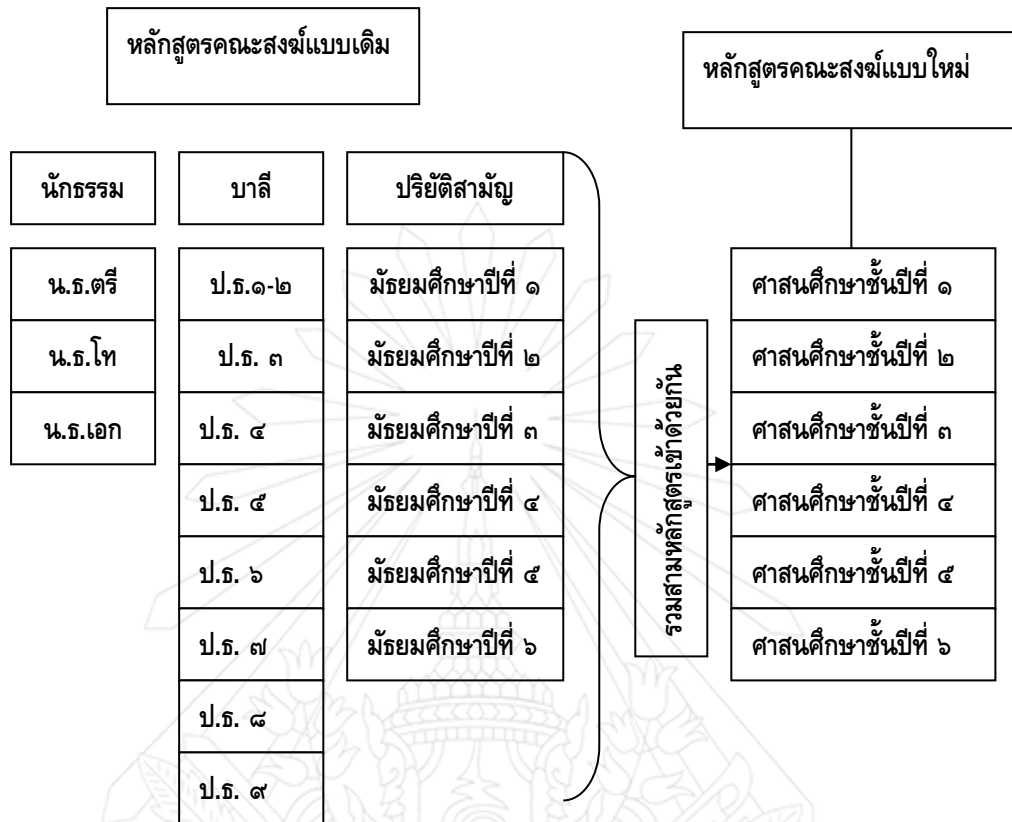 หลักสูตรคณะสงฆ์แบบเดิม
หลักสูตรคณะสงฆ์แบบใหม่
นักธรรม
น.ธ.ตรี
น.ธ.โท
น.ธ.เอก
บาลี
ป.ธ.๑-๒
ป.ธ. ๓
ป.ธ. ๔
ป.ธ. ๕
ป.ธ. ๖
ป.ธ. ๗
ป.ธ. ๘
ป.ธ. ๙
ปริยัติสามัญ
มัธยมศึกษาปีที่ ๑
มัธยมศึกษาปีที่ ๒
มัธยมศึกษาปีที่ ๓
มัธยมศึกษาปีที่ ๔
มัธยมศึกษาปีที่ ๕
มัธยมศึกษาปีที่ ๖
รวมสามหลักสูตรเข้าด้วยกัน
ศาสนศึกษาชั้นปีที่ ๑
ศาสนศึกษาชั้นปีที่ ๒
ศาสนศึกษาชั้นปีที่ ๓
ศาสนศึกษาชั้นปีที่ ๔
ศาสนศึกษาชั้นปีที่ ๕
ศาสนศึกษาชั้นปีที่ ๖